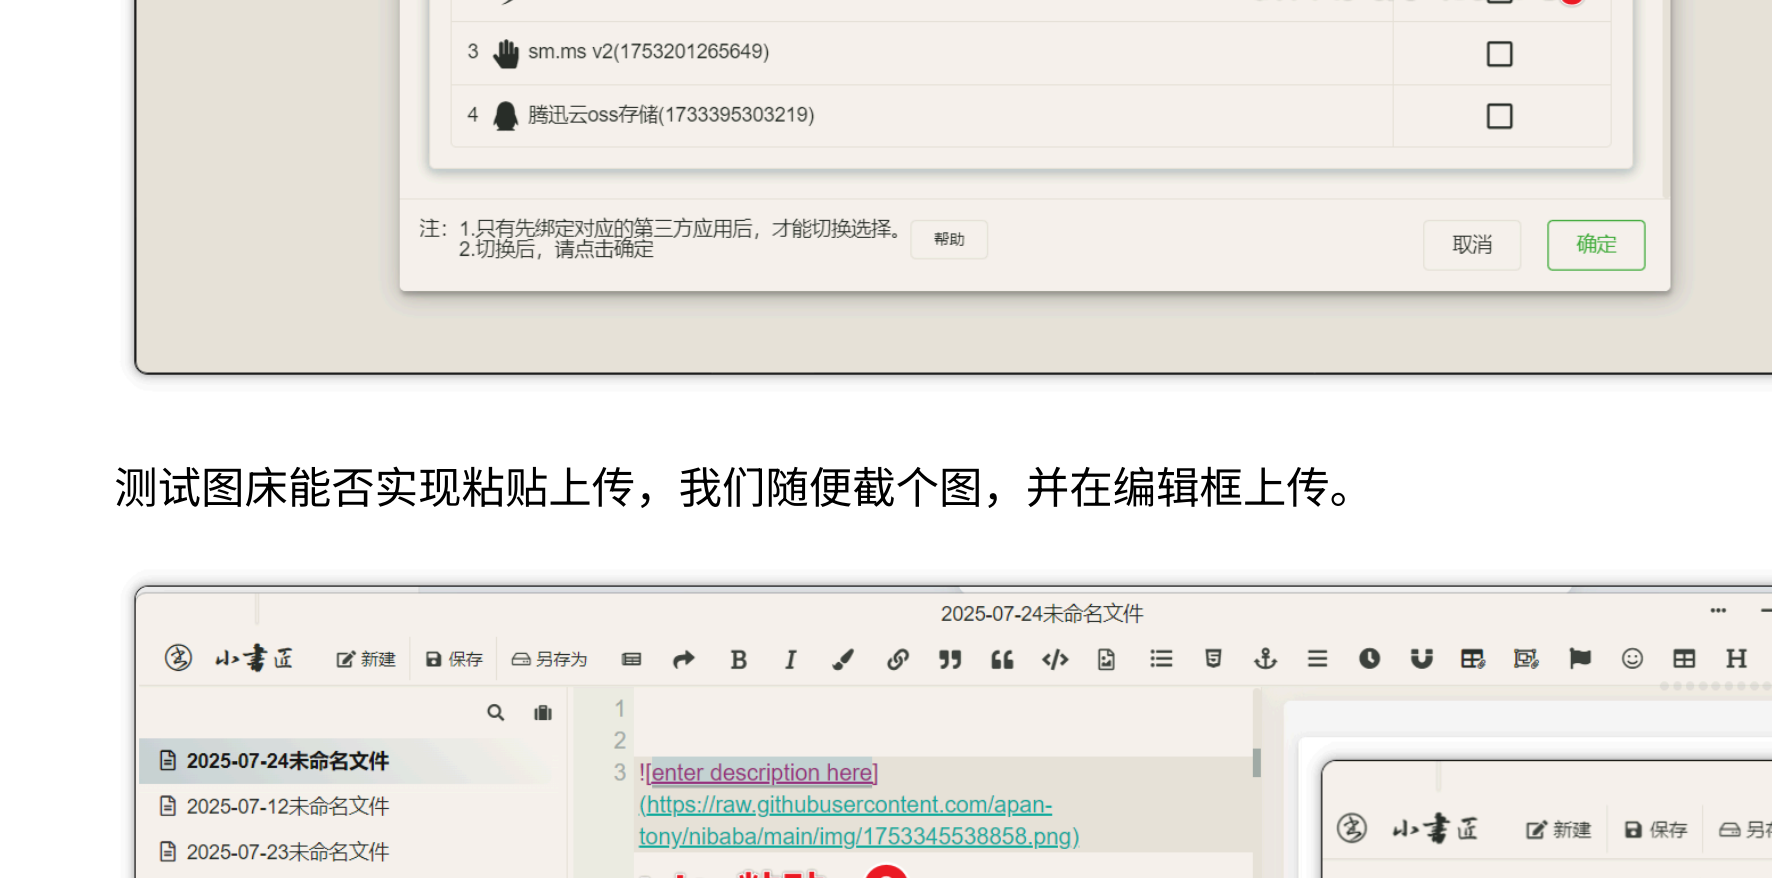 3 sm.ms v2(1753201265649)
4 腾迅云oss存储(1733395303219)
注： 1.只有先绑定对应的第三方应用后，才能切换选择。 帮助
2.切换后，请点击确定
取消 确定
测试图床能否实现粘贴上传，我们随便截个图，并在编辑框上传。
2025-07-24未命名文件
小書匠 新建 保存 另存为
1
2
2025-07-24未命名文件
3 ![enter description here]
2025-07-12未命名文件
(https://raw.githubusercontent.com/apan-
tony/nibaba/main/img/1753345538858.png)
2025-07-23未命名文件
小書匠 新建 保存